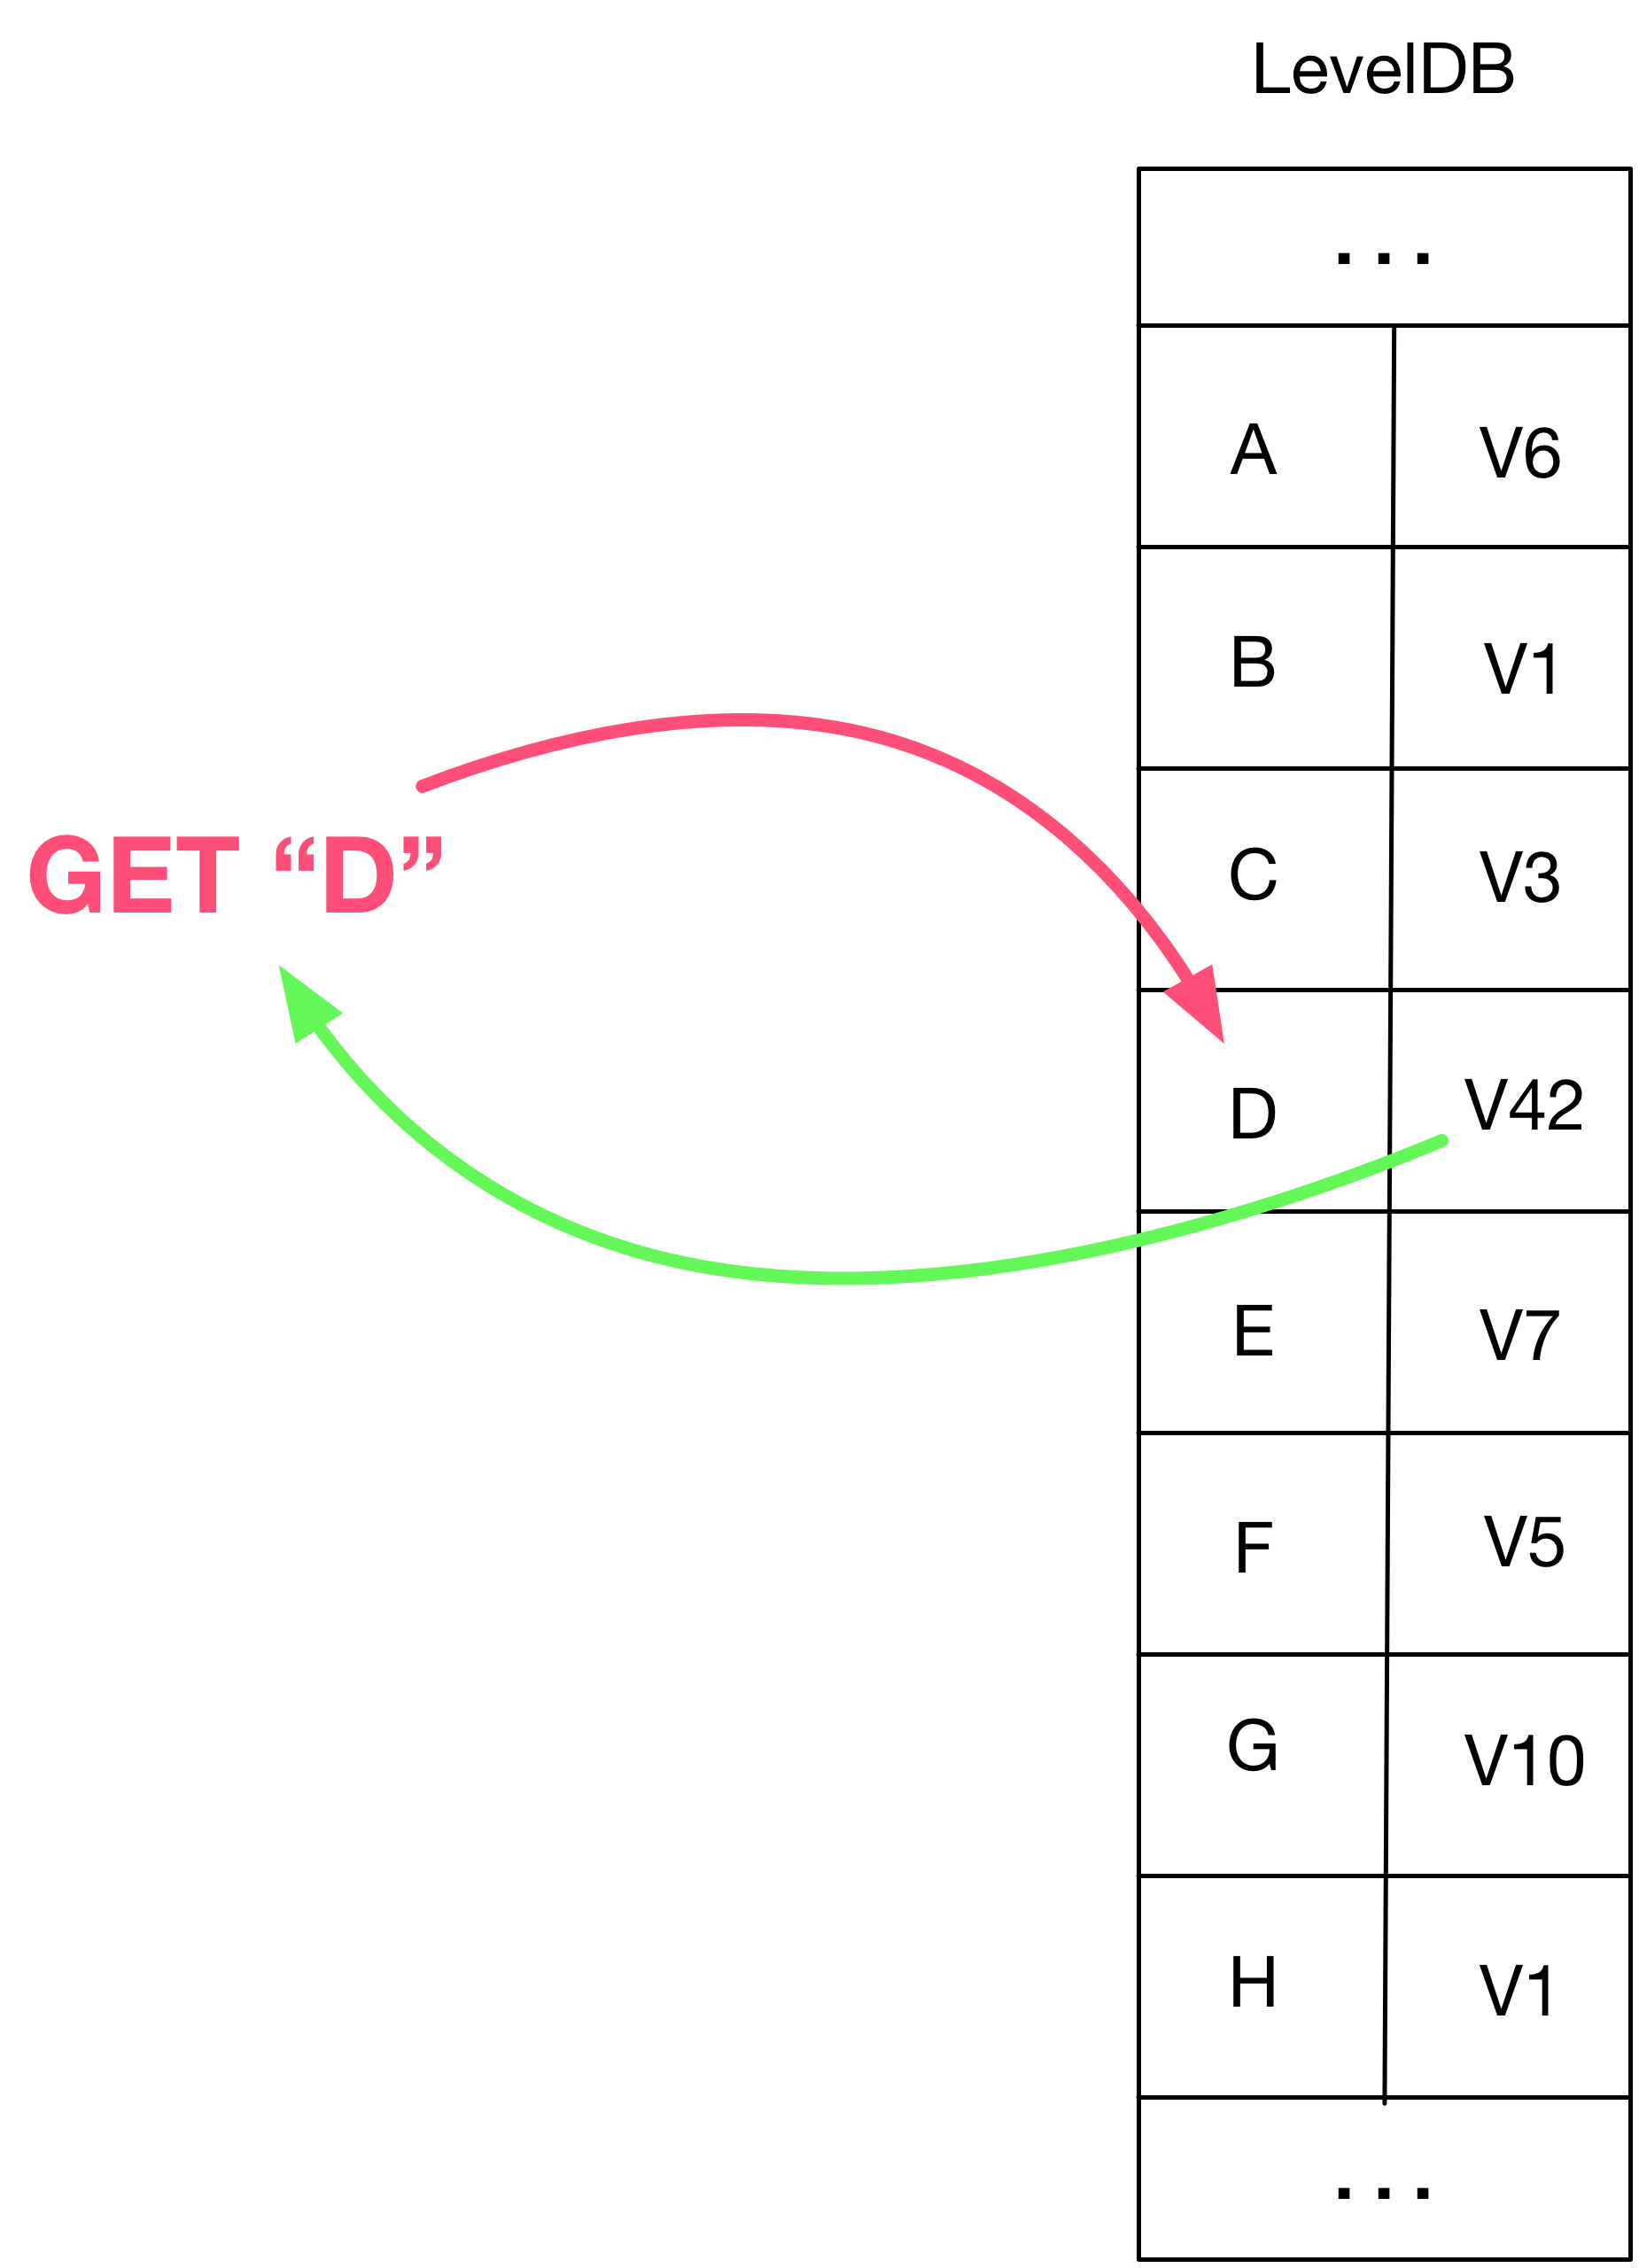 LevelDB
...
A V6
B V1
C V3
GET “D”
D V42
E V7
F V5
G V10
H V1
...